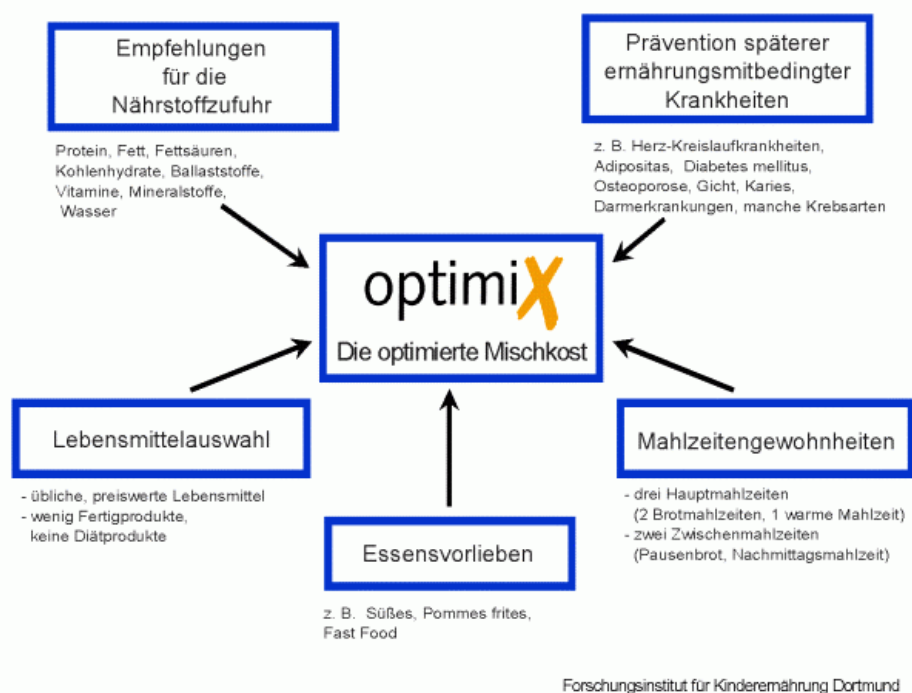 Empfehlungen
für die
Nährstoffzufuhr
Protein, Fett, Fettsäuren,
Kohlenhydrate, Ballaststoffe,
Vitamine, Mineralstoffe,
Wasser
Prävention späterer
ernährungsmitbedingter
Krankheiten
z. B. Herz-Kreislaufkrankheiten,
Adipositas, Diabetes mellitus,
Osteoporose, Gicht, Karies,
Darmerkrankungen, manche Krebsarten
optimiX
Die optimierte Mischkost
Lebensmittelauswahl
- übliche, preiswerte Lebensmittel
- wenig Fertigprodukte,
keine Diätprodukte
Essensvorlieben
z. B. Süßes, Pommes frites,
Fast Food
Mahlzeitengewohnheiten
- drei Hauptmahlzeiten
(2 Brotmahlzeiten, 1 warme Mahlzeit)
- zwei Zwischenmahlzeiten
(Pausenbrot, Nachmittagsmahlzeit)
Forschungsinstitut für Kinderernährung Dortmund